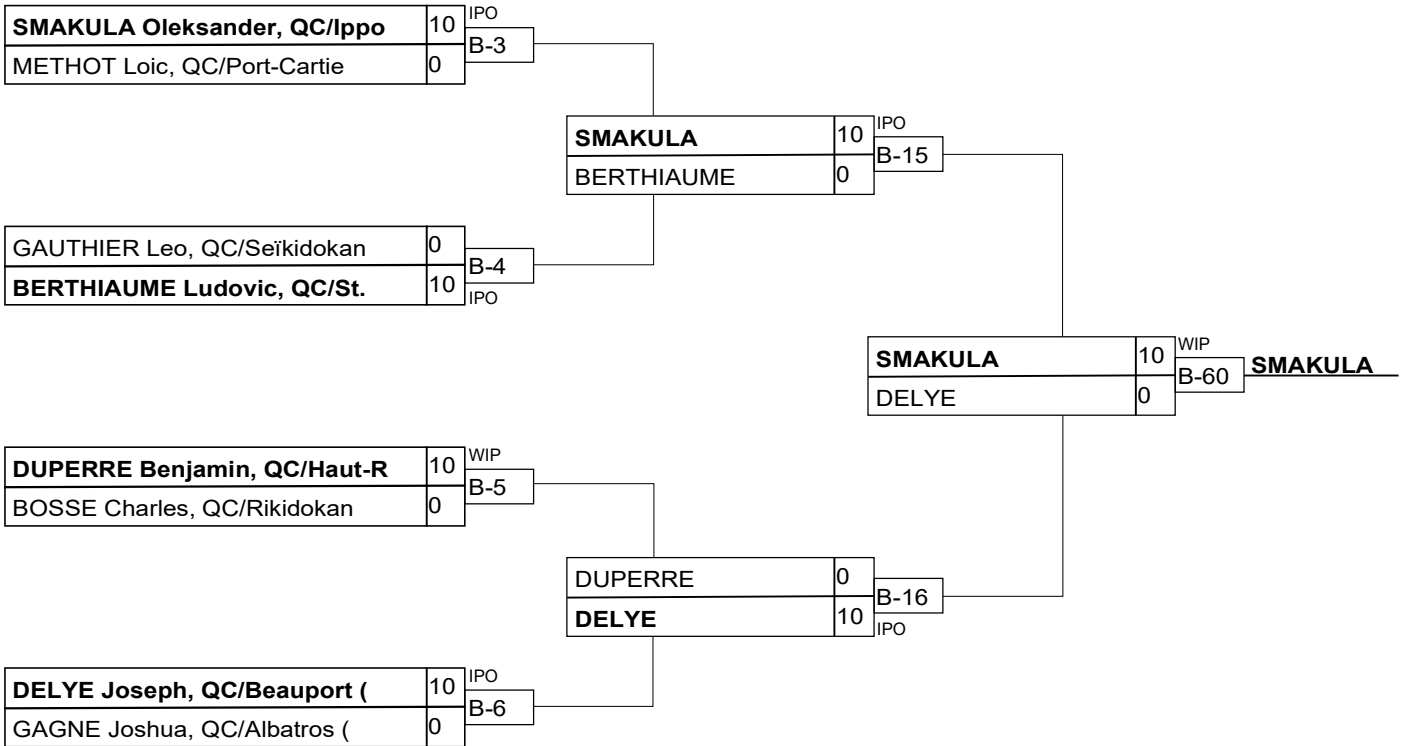 SMAKULA Oleksander, QC/Ippo 10 IPO
B-3
METHOT Loic, QC/Port-Cartie 0
SMAKULA 10 IPO
B-15
BERTHIAUME 0
GAUTHIER Leo, QC/Seïkidokan 0
B-4
BERTHIAUME Ludovic, QC/St. 10 IPO
SMAKULA 10 WIP
B-60 SMAKULA
DELYE 0
DUPERRE Benjamin, QC/Haut-R 10 WIP
B-5
BOSSE Charles, QC/Rikidokan 0
DUPERRE 0
B-16
DELYE 10 IPO
DELYE Joseph, QC/Beauport ( 10 IPO
B-6
GAGNE Joshua, QC/Albatros ( 0